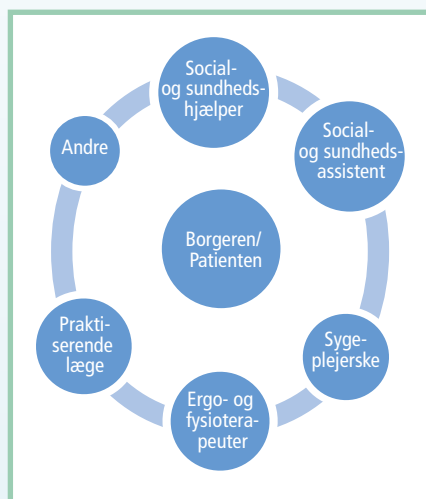 Social-
og sundheds-
hjælper
Social-
og sundheds-
assistent
Andre
Borgeren/
Patienten
Prakti-
serende
læge
Syge-
plejerske
Ergo- og
fysiotera-
peuter